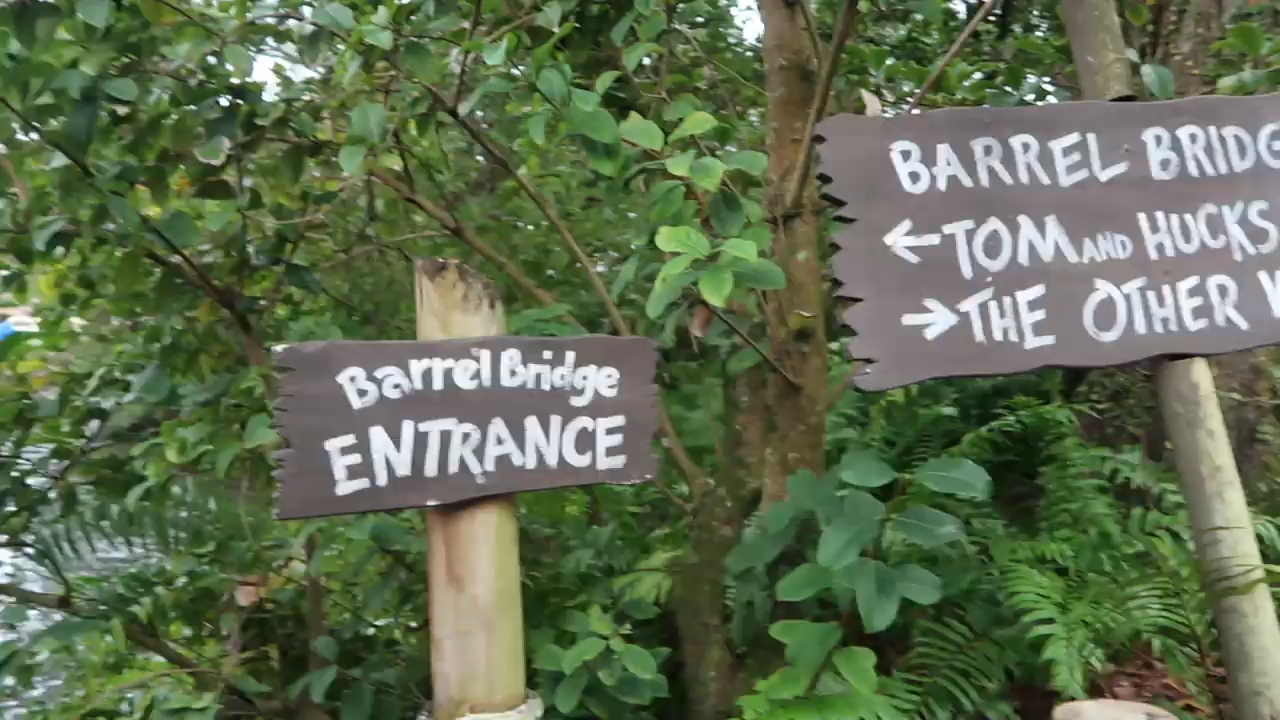 Barrel Bridge
ENTRANCE
BARREL
← TOM AND HUCKS
→ THE OTHER